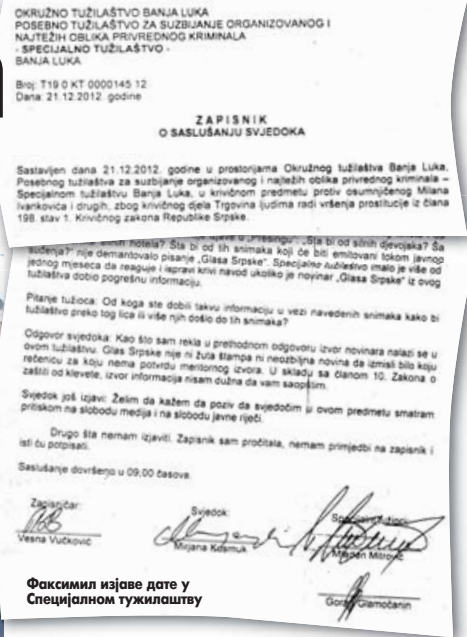 OKRUŽNO TUŽILAŠTVO BANJA LUKA
POSEBNO TUŽILAŠTVO ZA SUZBIJANJE ORGANIZOVANOG I
NAJTEŽIH OBLIKA PRIVREDNOG KRIMINALA
- SPECIJALNO TUŽILAŠTVO -
BANJA LUKA
Broj: T19 0 KT 0000145 12
Dana: 21.12.2012. godine
ZAPISNIK
O SASLUŠANJU SVJEDOKA
Sastavljen dana 21.12.2012. godine u prostorijama Okružnog tužilaštva Banja Luka,
Posebnog tužilaštva za suzbijanje organizovanog i najtežih oblika privrednog kriminala –
Specijalnom tužilaštvu Banja Luka, u krivičnom predmetu protiv osumnjičenog Milana
Ivankovića i drugih, zbog krivičnog djela Trgovina ljudima radi vršenja prostitucije iz člana
198. stav 1. Krivičnog zakona Republike Srpske.
hotela? Šta bi od silnih djevojaka? Ša
suđenja?" nije demantovalo pisanje „Glasa Srpske". Specijalno tužilaštvo imalo je više od
jednog mjeseca da reaguje i ispravi krivi navod ukoliko je novinar „Glasa Srpske" iz ovog
tužilaštva dobio pogrešnu informaciju.
Pitanje tužioca: Od koga ste dobili takvu informaciju u vezi navedenih snimaka kako bi
tužilaštvo preko tog lica ili više njih došlo do tih snimaka?
Odgovor svjedoka: Kao što sam rekla u prethodnom odgovoru izvor novinara nalazi se u
ovom tužilaštvu. Glas Srpske nije ni žuta štampa ni neozbiljna novina da izmisli bilo koju
rečenicu za koju nema potvrdu meritornog izvora. U skladu sa članom 10. Zakona o
zaštiti od klevete, izvor informacija nisam dužna da vam saopštim.
Svjedok još izjavi: Želim da kažem da poziv da svjedočim u ovom predmetu smatram
pritiskom na slobodu medija i na slobodu javne riječi.
Drugo šta nemam izjaviti. Zapisnik sam pročitala, nemam primjedbi na zapisnik i
isti ću potpisati.
Saslušanje dovršeno u 09,00 časova.
Zapisničar: Svjedok:
Vesna Vučković Mirjana Kosmuk Mladen Mitrović
Glamočanin
Факсимил изјаве дате у
Специјалном тужилаштву